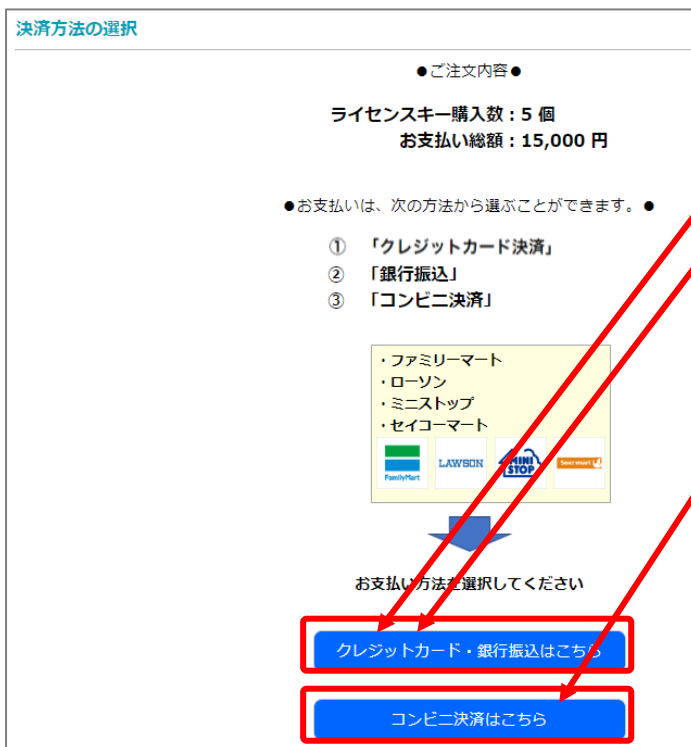 決済方法の選択
●ご注文内容●
ライセンスキー購入数：5 個
お支払い総額：15,000 円
●お支払いは、次の方法から選ぶことができます。●
① 「クレジットカード決済」
② 「銀行振込」
③ 「コンビニ決済」
・ファミリーマート
・ローソン
・ミニストップ
・セイコーマート
FamilyMart LAWSON MINI STOP Seicomart
お支払い方法を選択してください
クレジットカード・銀行振込はこちら
コンビニ決済はこちら